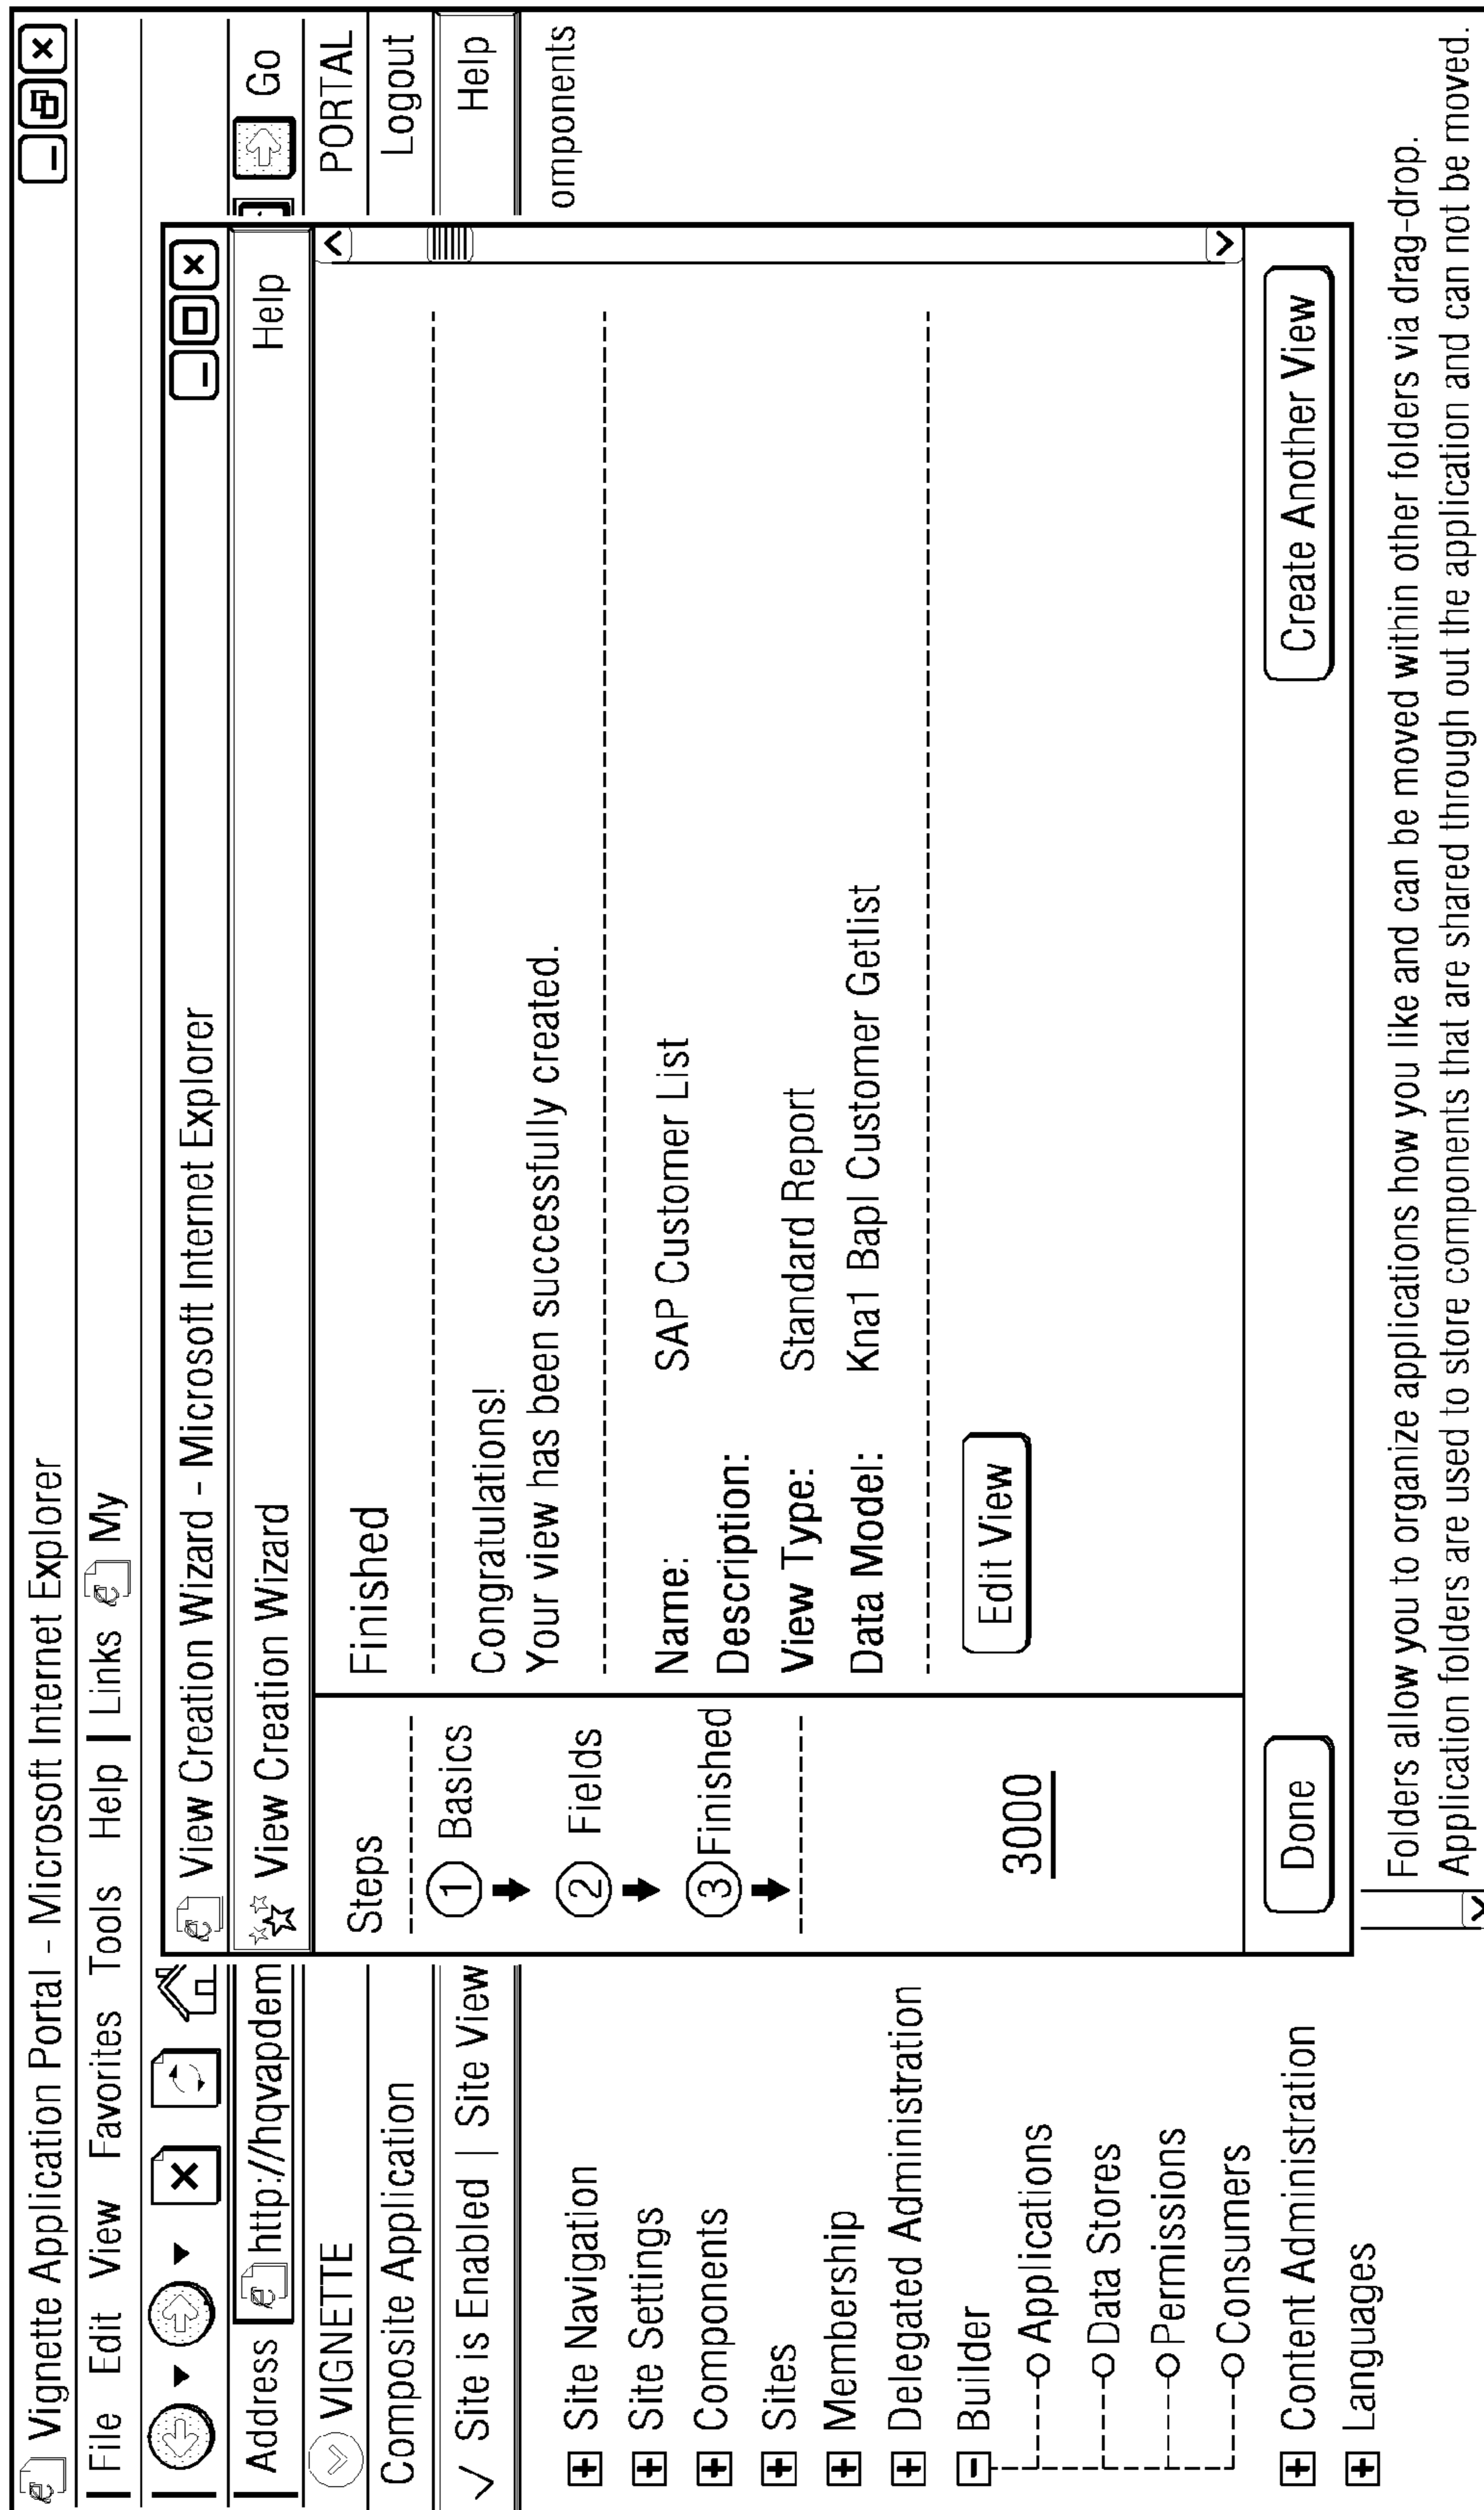 Vignette Application Portal - Microsoft Internet Explorer
File Edit View Favorites Tools Help | Links My
Address http://hqvapdem
Go
VIGNETTE
PORTAL
Composite Application
Logout
Site is Enabled | Site View
Help
omponents
Site Navigation
Site Settings
Components
Sites
Membership
Delegated Administration
Builder
Applications
Data Stores
Permissions
Consumers
Content Administration
Languages
View Creation Wizard - Microsoft Internet Explorer
View Creation Wizard
Help
Steps
1 Basics
2 Fields
3 Finished
3000
Finished
Congratulations!
Your view has been successfully created.
Name: SAP Customer List
Description:
View Type: Standard Report
Data Model: Kna1 Bapl Customer Getlist
Edit View
Done
Create Another View
Folders allow you to organize applications how you like and can be moved within other folders via drag-drop.
Application folders are used to store components that are shared through out the application and can not be moved.